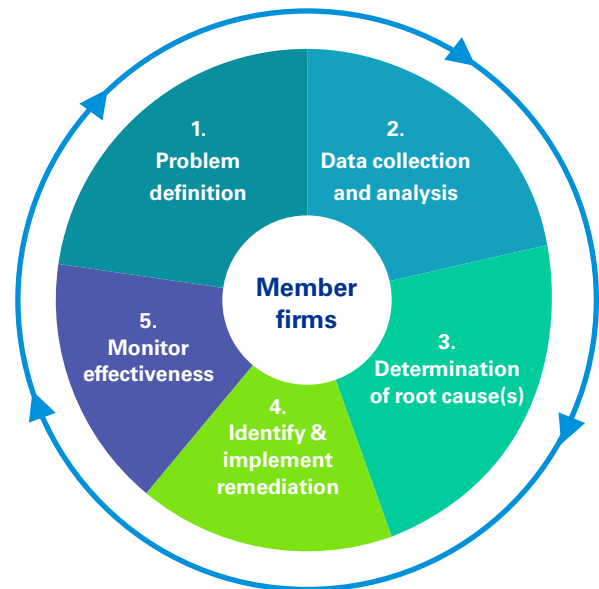 1.
Problem
definition
2.
Data collection
and analysis
3.
Determination
of root cause(s)
4.
Identify &
implement
remediation
5.
Monitor
effectiveness
Member
firms